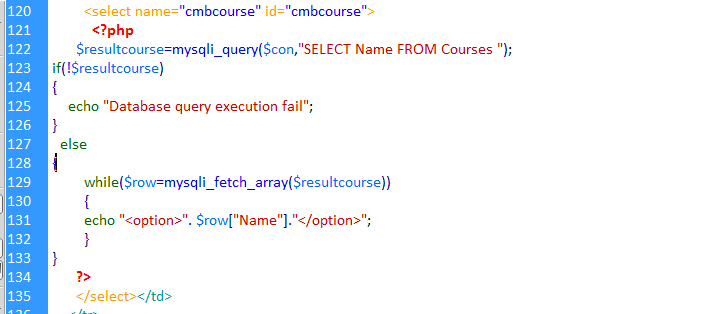 120 <select name="cmbcourse" id="cmbcourse">
121 <?php
122 $resultcourse=mysqli_query($con,"SELECT Name FROM Courses ");
123 if(!$resultcourse)
124 {
125 echo "Database query execution fail";
126 }
127 else
128 {
129 while($row=mysqli_fetch_array($resultcourse))
130 {
131 echo "<option>". $row["Name"]."</option>";
132 }
133 }
134 ?>
135 </select></td>